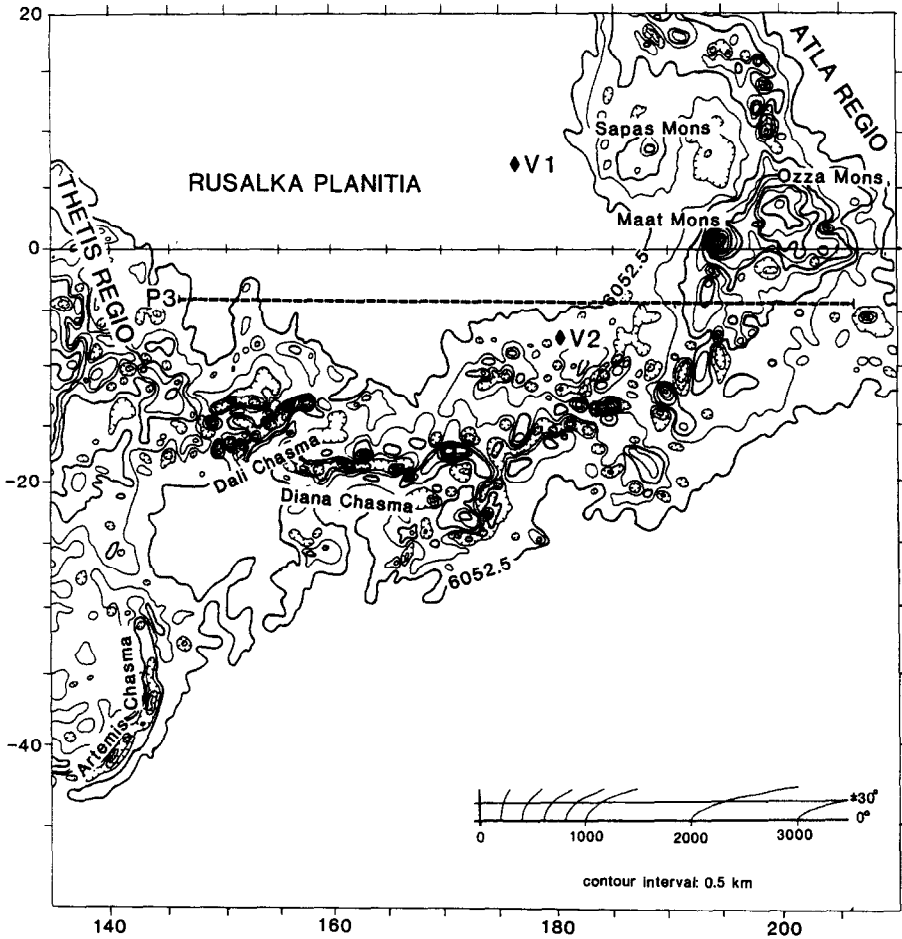 20
ATLA REGIO
Sapas Mons
V1
RUSALKA PLANITIA
Ozza Mons
THETIS REGIO
Maat Mons
0
6052.5
P3
V2
Dali Chasma
-20
Diana Chasma
6052.5
Artemis Chasma
-40
±30°
0°
0 1000 2000 3000
contour interval: 0.5 km
140 160 180 200